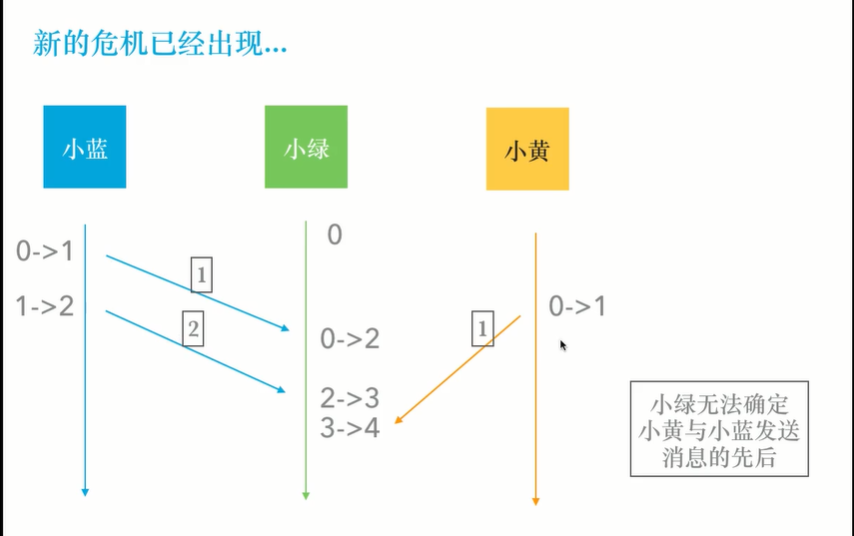 新的危机已经出现...
小蓝
小绿
小黄
0
0->1
1
1->2
2
0->1
1
0->2
2->3
3->4
小绿无法确定
小黄与小蓝发送
消息的先后